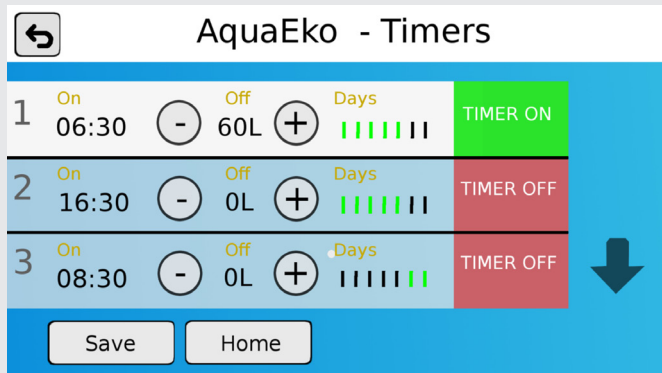 AquaEko - Timers
1 On 06:30 - Off 60L + Days TIMER ON
2 On 16:30 - Off 0L + Days TIMER OFF
3 On 08:30 - Off 0L + Days TIMER OFF
Save Home